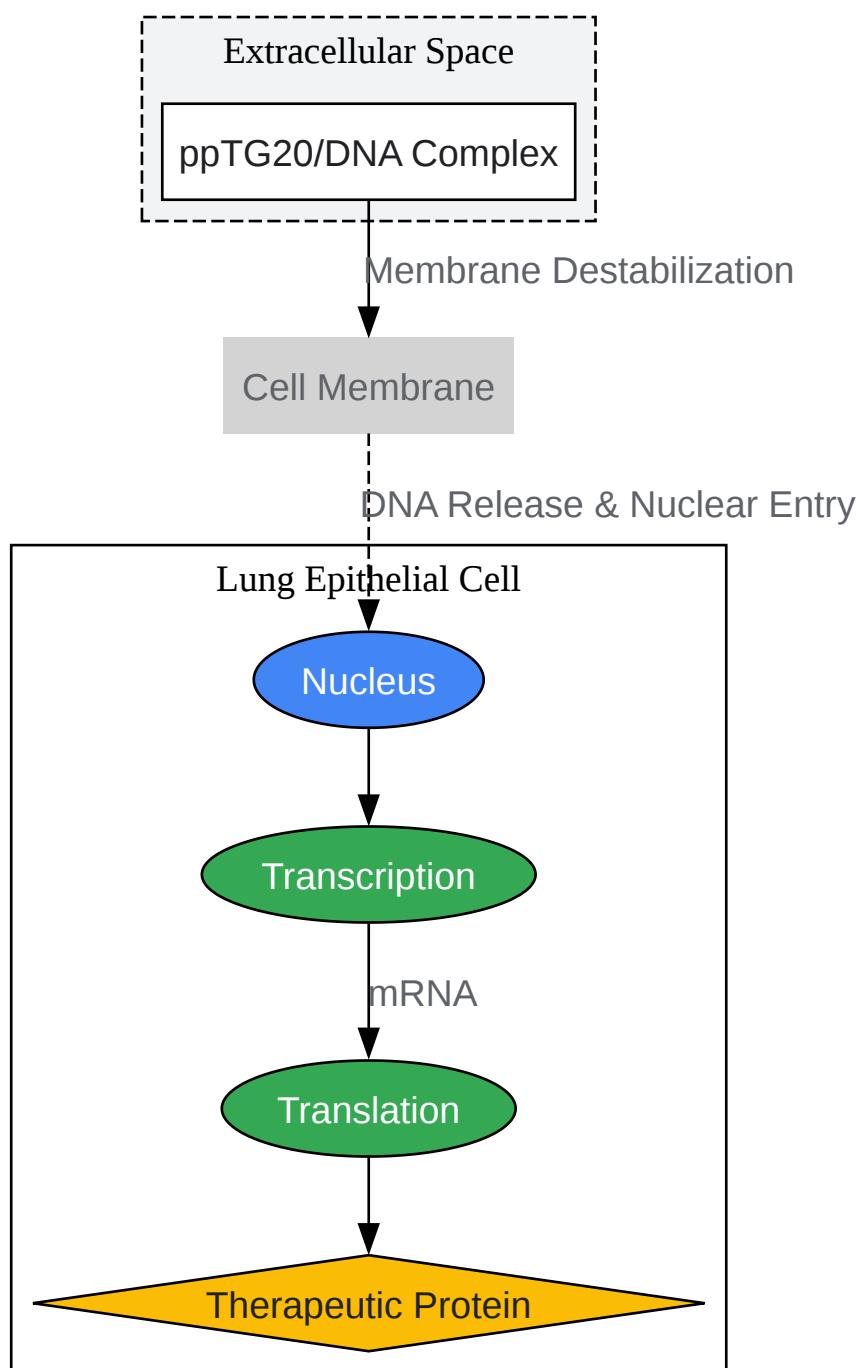 Extracellular Space
ppTG20/DNA Complex
Membrane Destabilization
Cell Membrane
DNA Release & Nuclear Entry
Lung Epithelial Cell
Nucleus
Transcription
mRNA
Translation
Therapeutic Protein